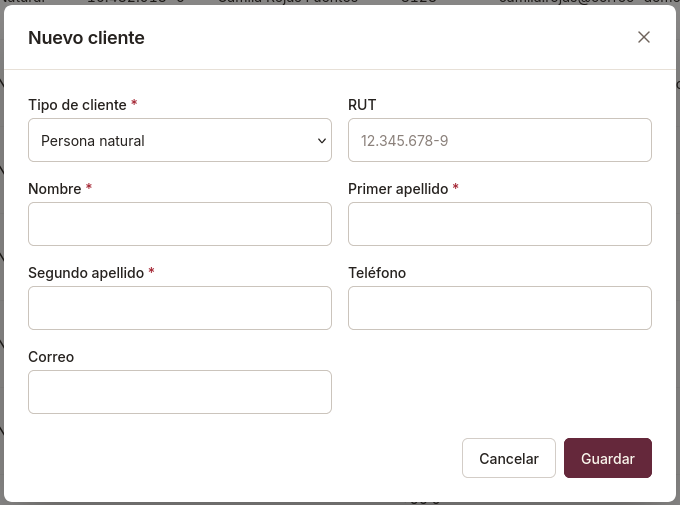 Nuevo cliente
Tipo de cliente *
RUT
Persona natural
12.345.678-9
Nombre *
Primer apellido *
Segundo apellido *
Teléfono
Correo
Cancelar
Guardar